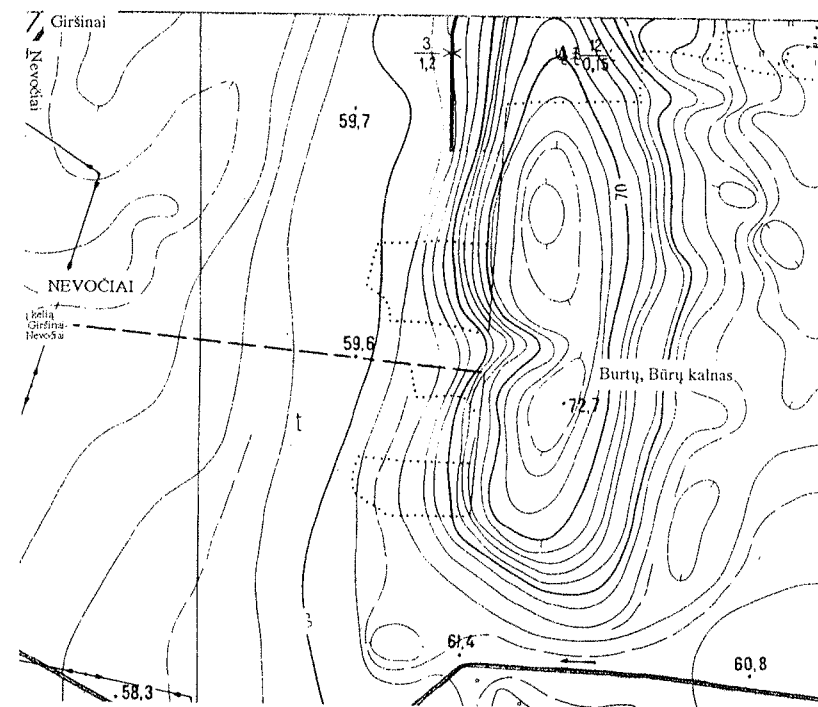 Giršinai
Nevočiai
3
1,2
12
0,15
59,7
70
NEVOČIAI
kelią
Giršinai-
Nevočiai
59,6
Burtų, Būrų kalnas
72,7
t
61,4
60,8
58,3